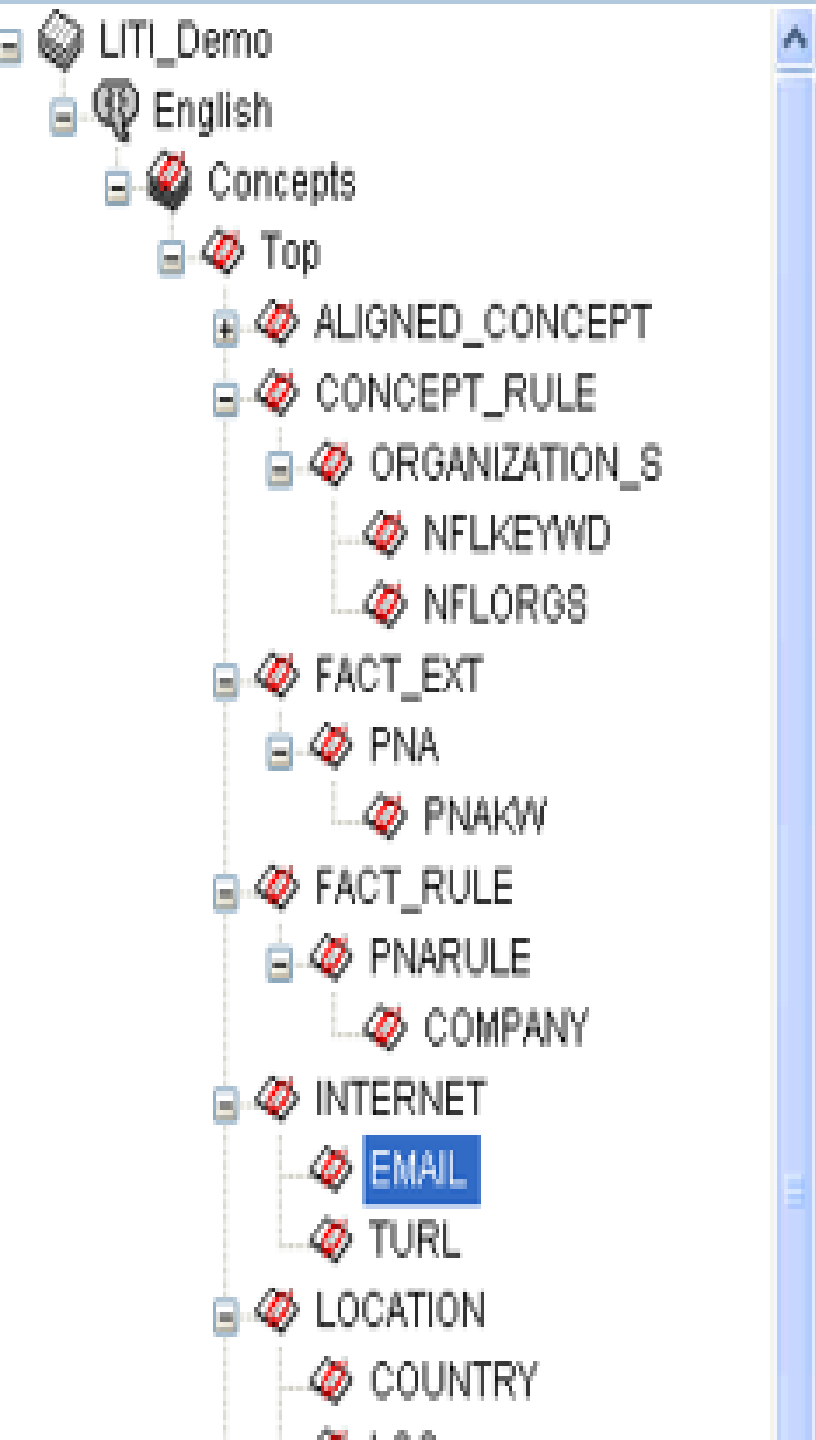 LITI_Demo
English
Concepts
Top
ALIGNED_CONCEPT
CONCEPT_RULE
ORGANIZATION_S
NFLKEYWD
NFLORGS
FACT_EXT
PNA
PNAKW
FACT_RULE
PNARULE
COMPANY
INTERNET
EMAIL
TURL
LOCATION
COUNTRY